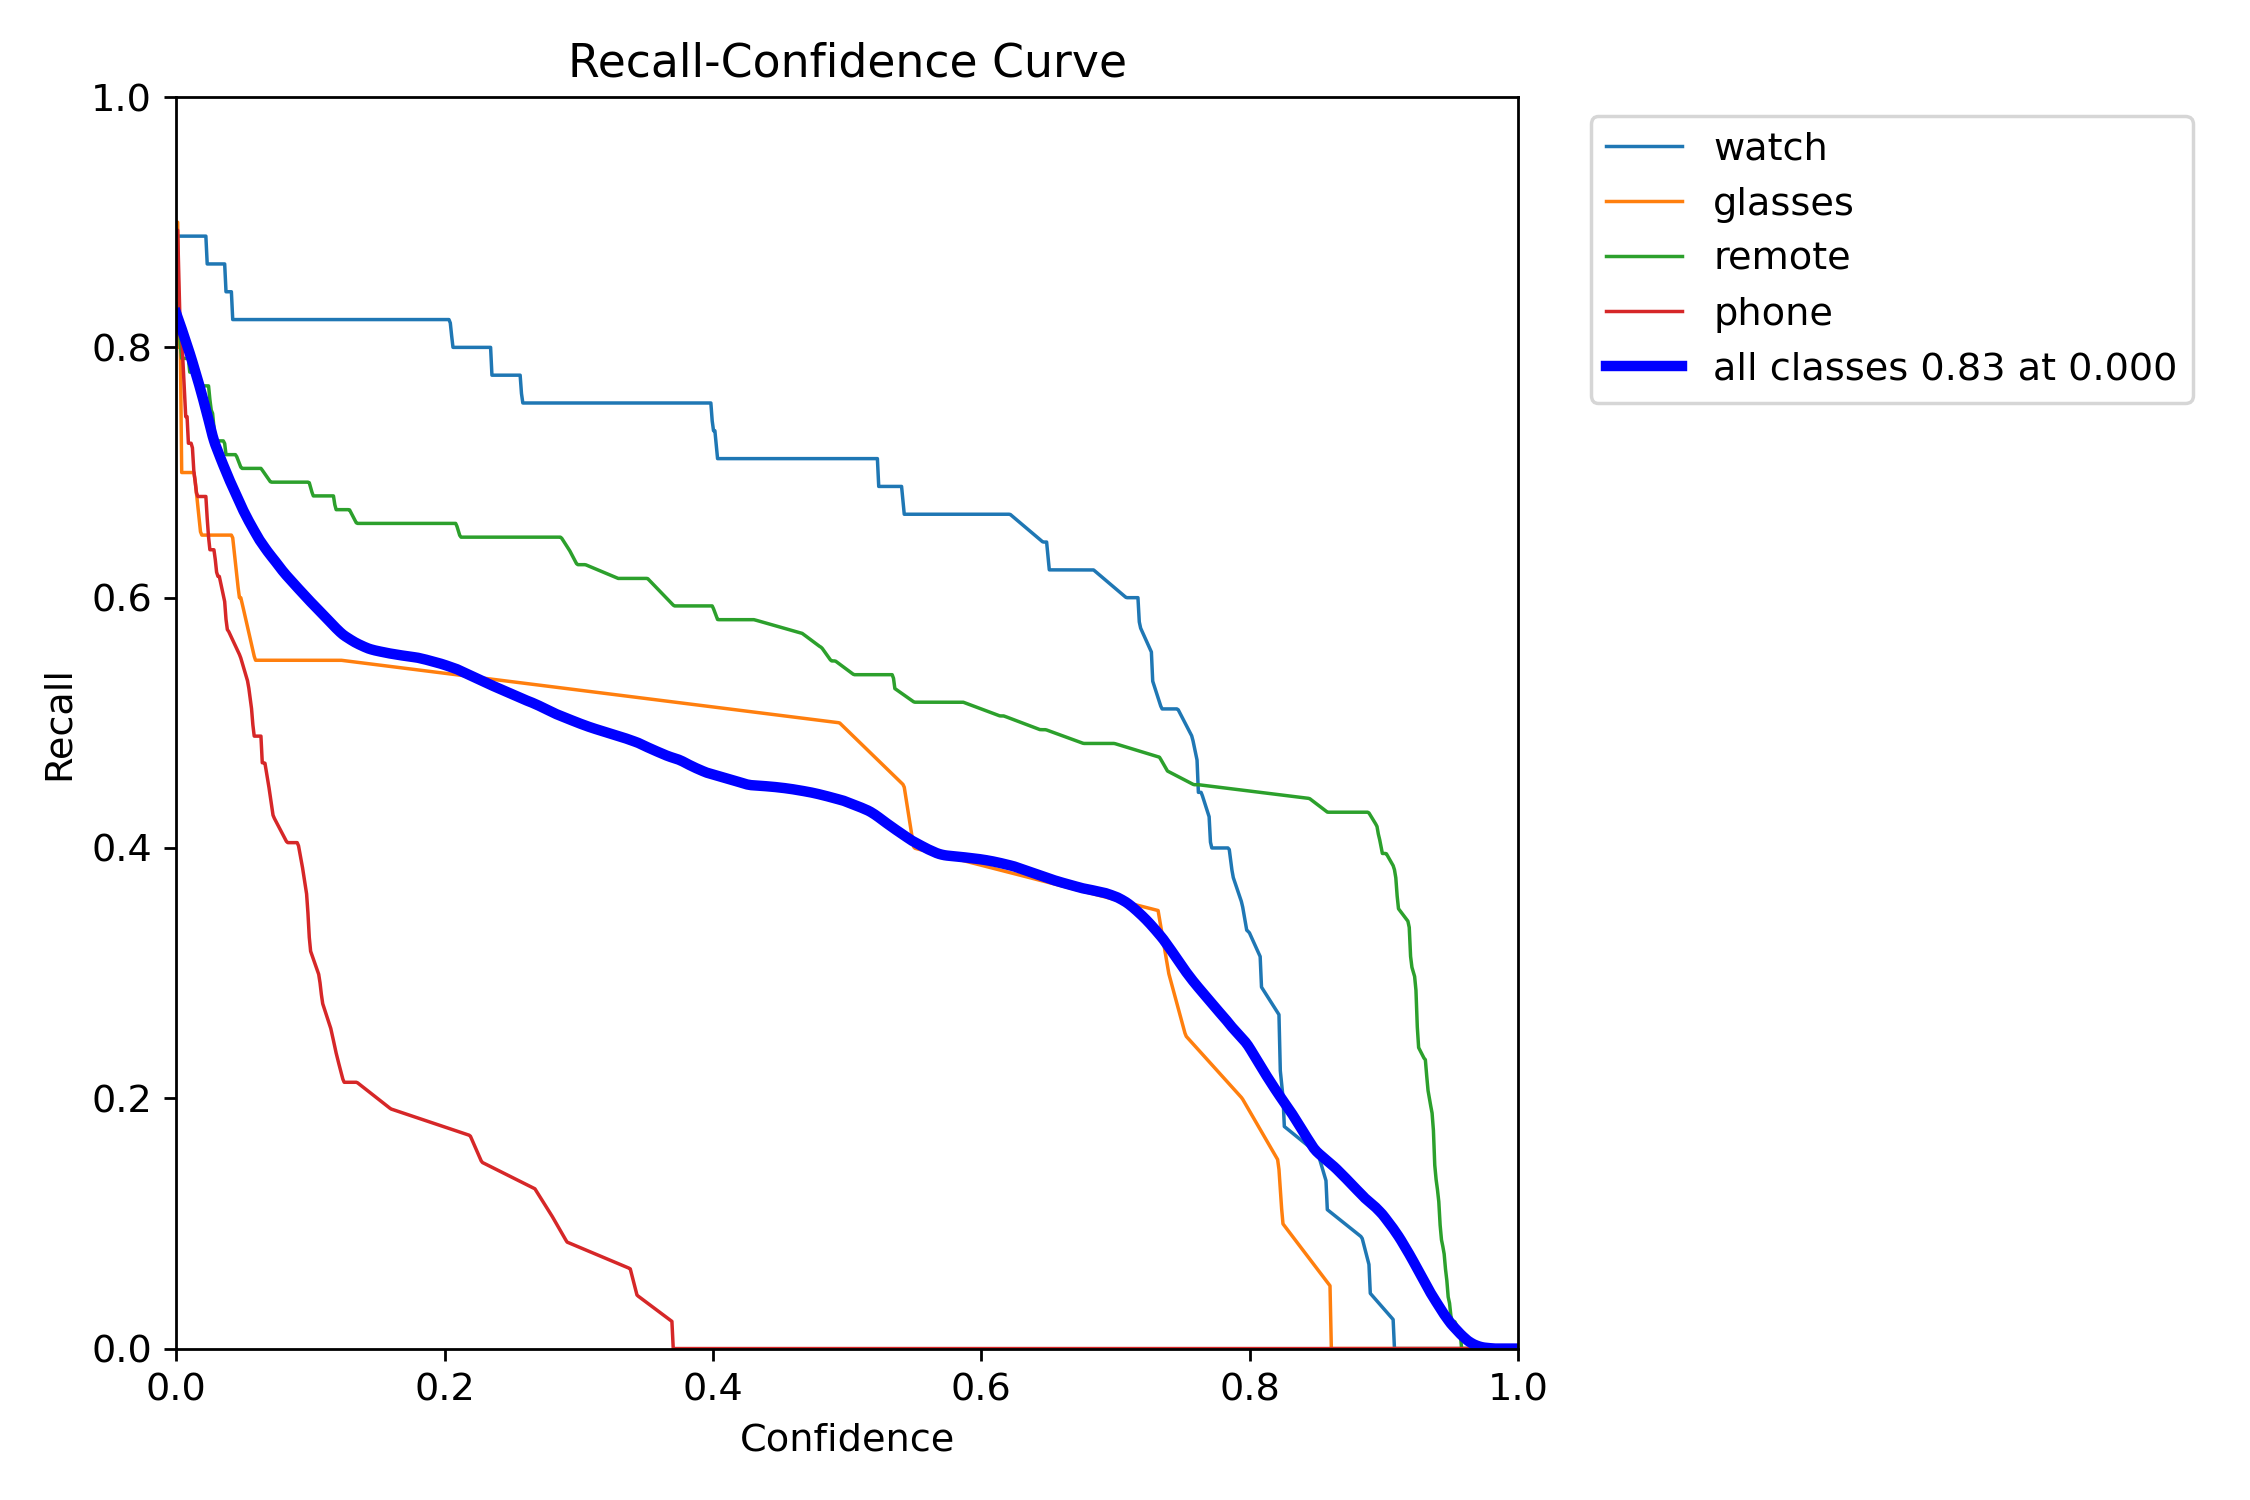 Recall-Confidence Curve
1.0
0.8
0.6
0.4
0.2
0.0
Recall
0.0 0.2 0.4 0.6 0.8 1.0
Confidence
watch
glasses
remote
phone
all classes 0.83 at 0.000